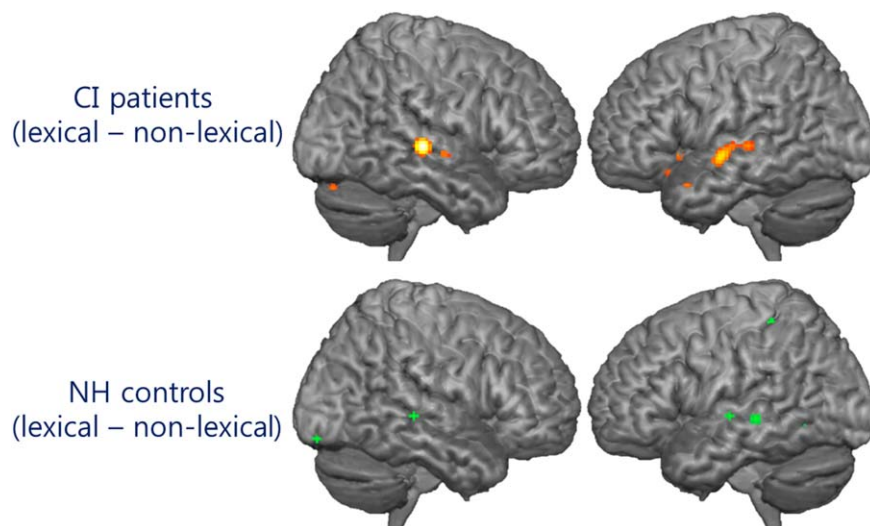 CI patients
(lexical – non-lexical)
NH controls
(lexical – non-lexical)